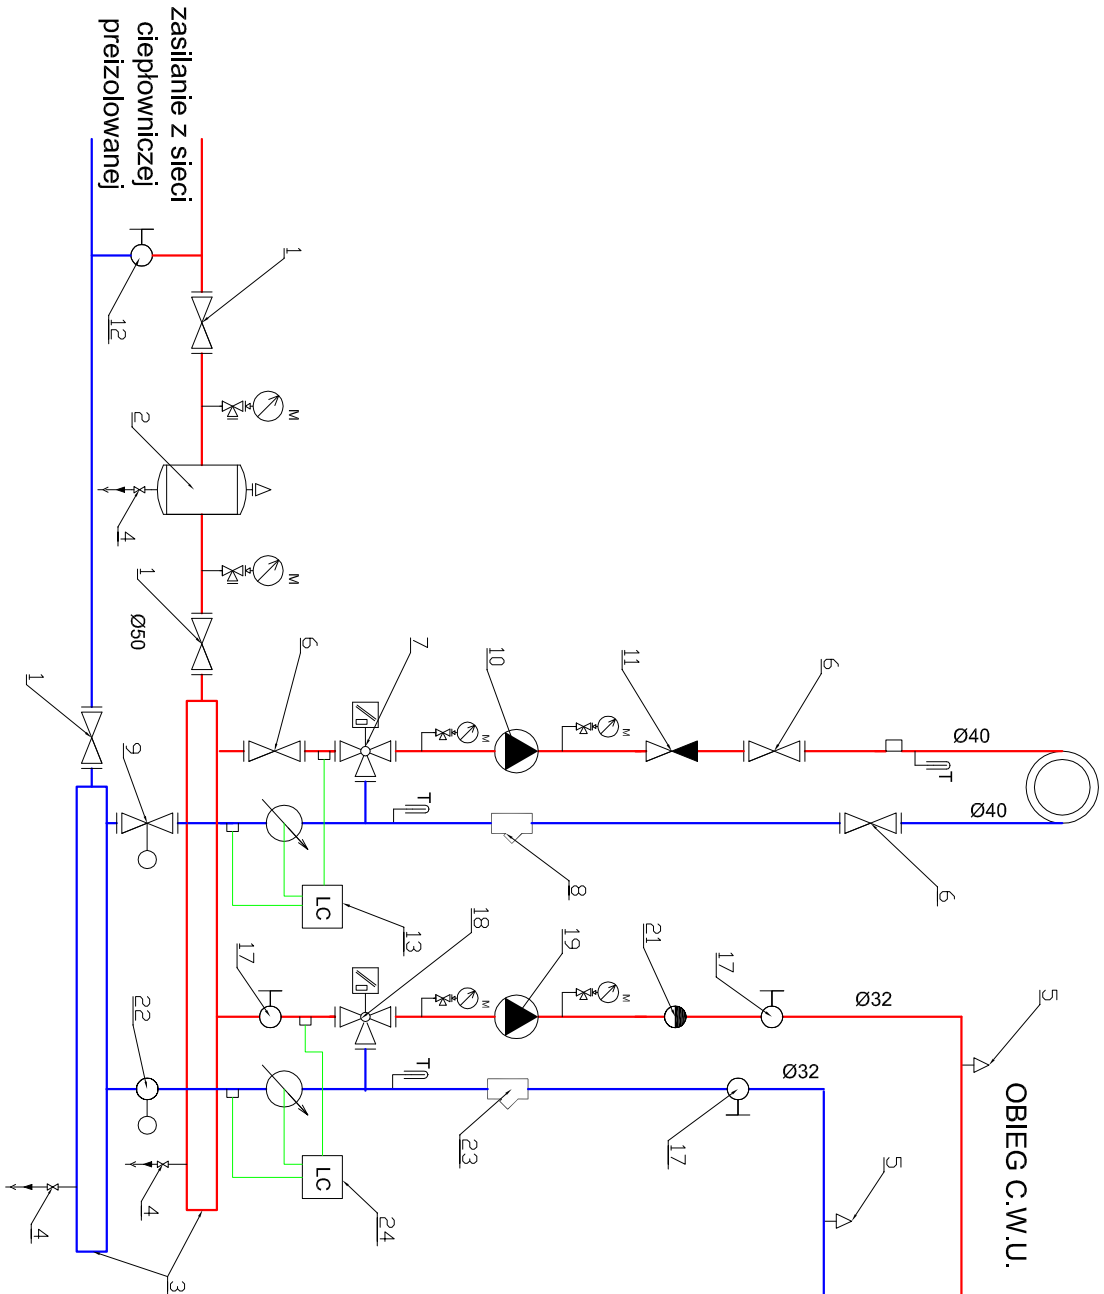 zasilanie z sieci
ciepłowniczej
preizolowanej
1
12
M
2
4
M
1
Ø50
1
6
7
M
10
M
11
6
T
Ø40
9
T
8
Ø40
6
LC
13
17
18
M
19
M
21
17
Ø32
5
22
T
23
17
Ø32
OBIEG C.W.U.
5
LC
24
4
4
3